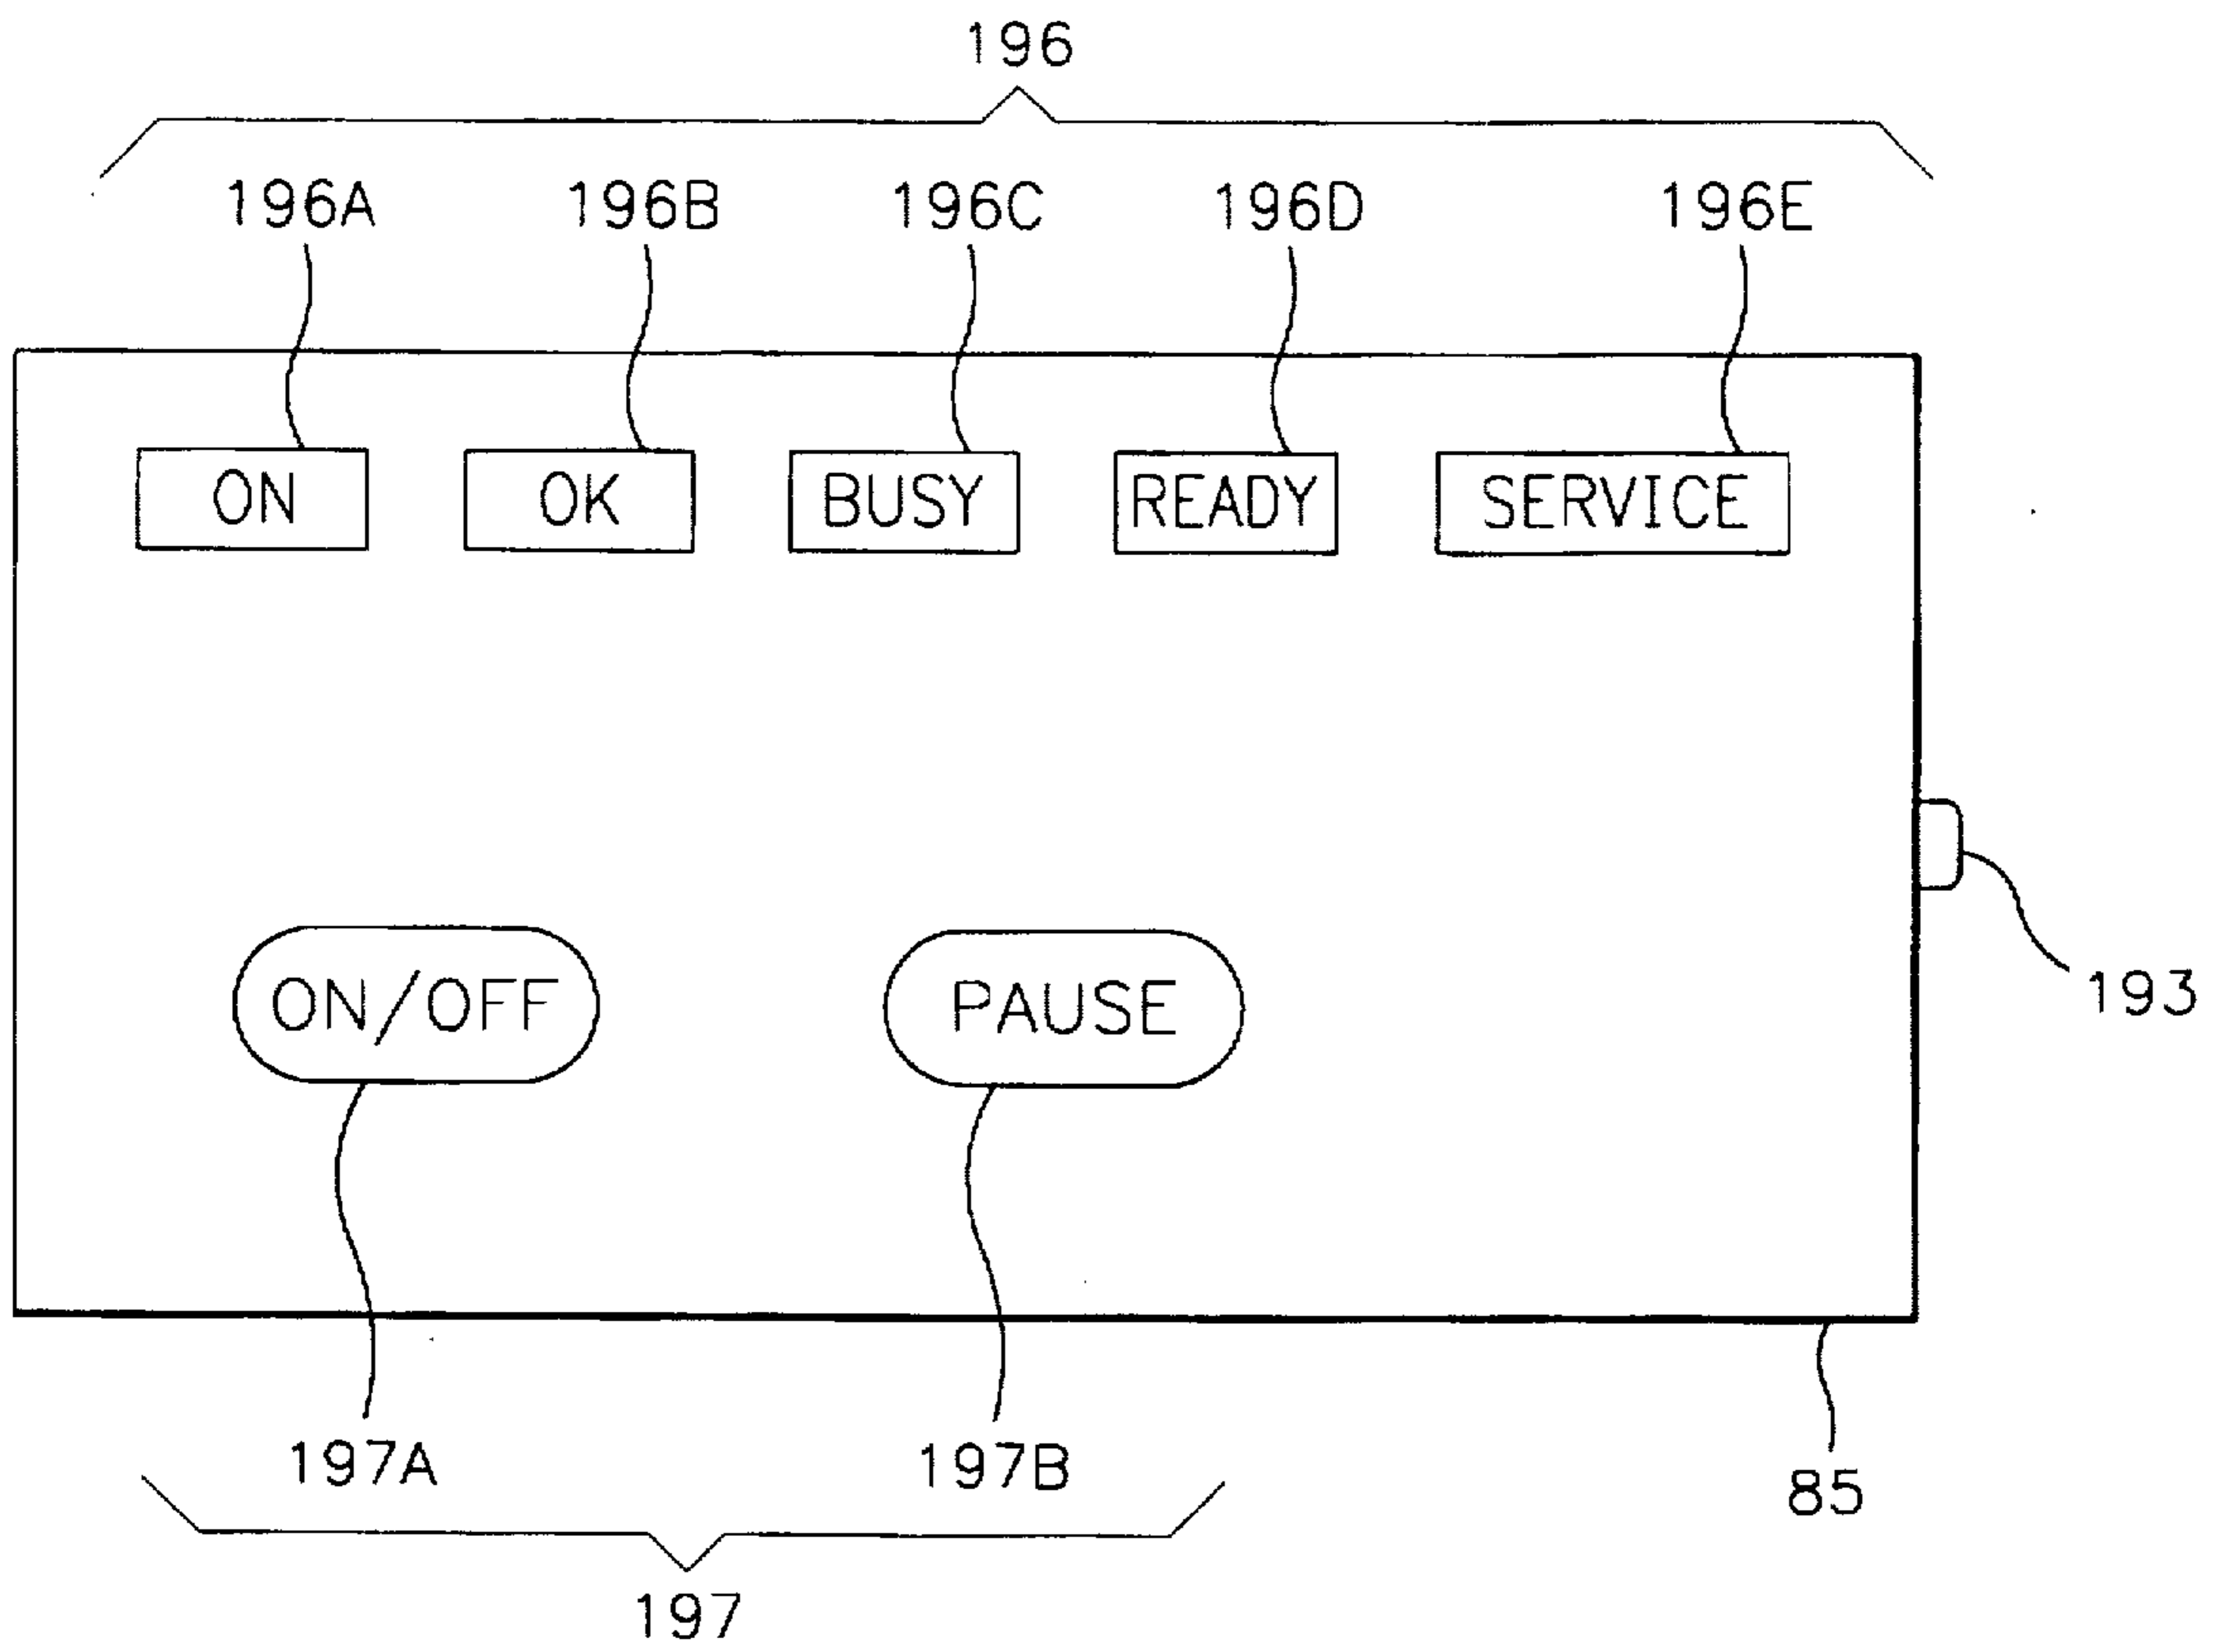 196
196A 196B 196C 196D 196E
ON OK BUSY READY SERVICE
ON/OFF PAUSE
193
197A 197B
85
197